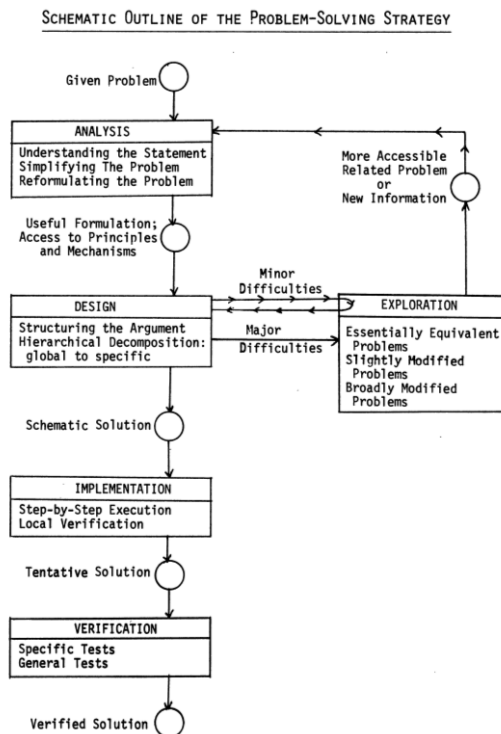 SCHEMATIC OUTLINE OF THE PROBLEM-SOLVING STRATEGY
Given Problem
ANALYSIS
Understanding the Statement
Simplifying The Problem
Reformulating the Problem
More Accessible
Related Problem
or
New Information
Useful Formulation;
Access to Principles
and Mechanisms
Minor
Difficulties
DESIGN
Structuring the Argument
Hierarchical Decomposition:
global to specific
Major
Difficulties
EXPLORATION
Essentially Equivalent
Problems
Slightly Modified
Problems
Broadly Modified
Problems
Schematic Solution
IMPLEMENTATION
Step-by-Step Execution
Local Verification
Tentative Solution
VERIFICATION
Specific Tests
General Tests
Verified Solution